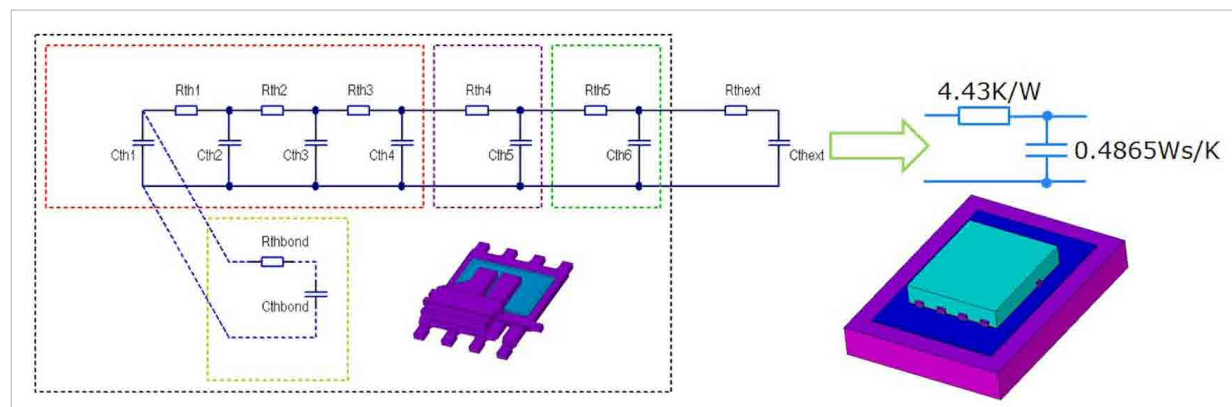 Rth1
Rth2
Rth3
Rth4
Rth5
Rthext
4.43K/W
Cth1
Cth2
Cth3
Cth4
Cth5
Cth6
Cthext
0.4865Ws/K
Rthbond
Cthbond